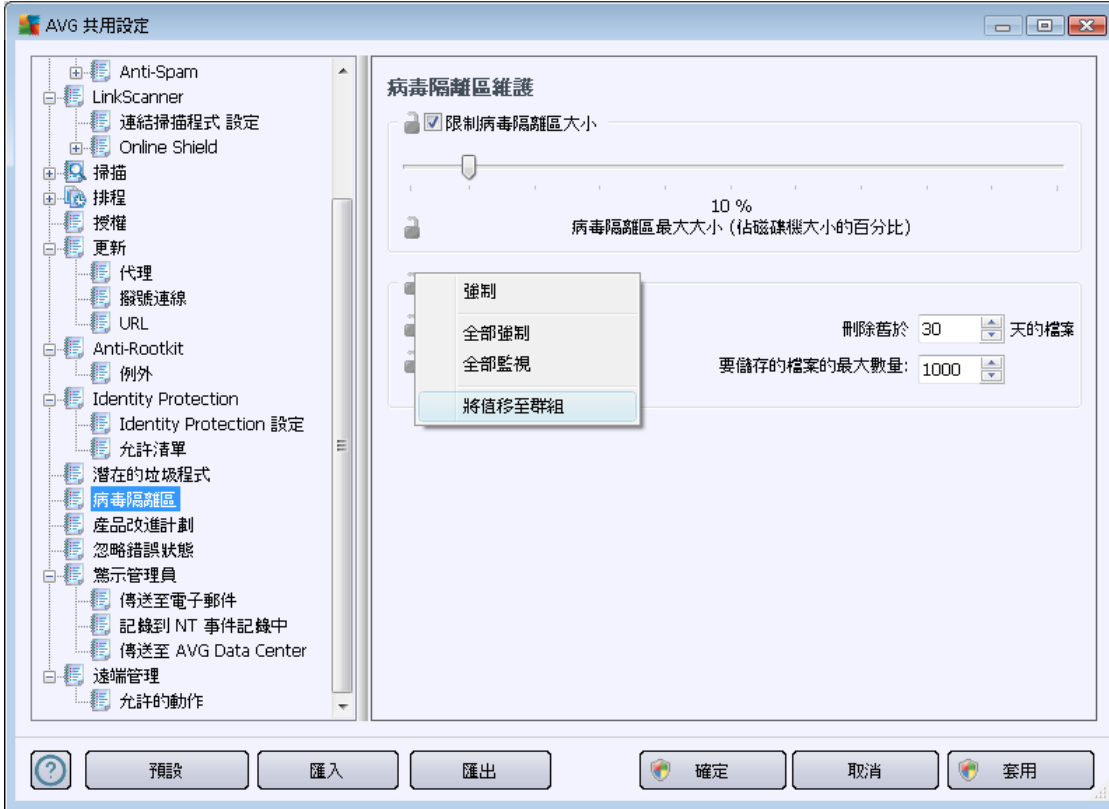 AVG 共用設定
Anti-Spam
LinkScanner
連結掃描程式 設定
Online Shield
掃描
排程
授權
更新
代理
撥號連線
URL
Anti-Rootkit
例外
Identity Protection
Identity Protection 設定
允許清單
潛在的垃圾程式
病毒隔離區
產品改進計劃
忽略錯誤狀態
警示管理員
傳送至電子郵件
記錄到 NT 事件記錄中
傳送至 AVG Data Center
遠端管理
允許的動作
病毒隔離區維護
限制病毒隔離區大小
10 %
病毒隔離區最大大小 (佔磁碟機大小的百分比)
強制
全部強制
全部監視
將值移至群組
刪除舊於 30 天的檔案
要儲存的檔案的最大數量: 1000
預設 匯入 匯出 確定 取消 套用